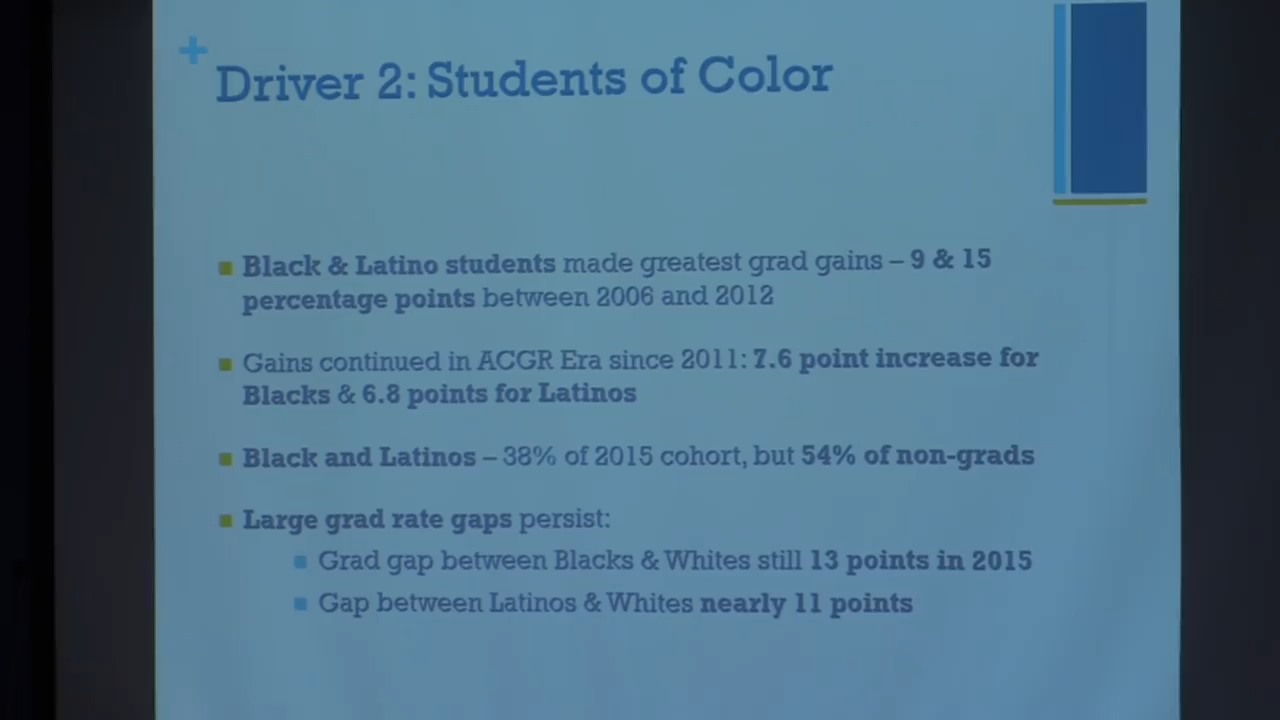 +
Driver 2: Students of Color
Black & Latino students made greatest grad gains – 9 & 15
percentage points between 2006 and 2012
Gains continued in ACGR Era since 2011: 7.6 point increase for
Blacks & 6.8 points for Latinos
Black and Latinos – 38% of 2015 cohort, but 54% of non-grads
Large grad rate gaps persist:
Grad gap between Blacks & Whites still 13 points in 2015
Gap between Latinos & Whites nearly 11 points